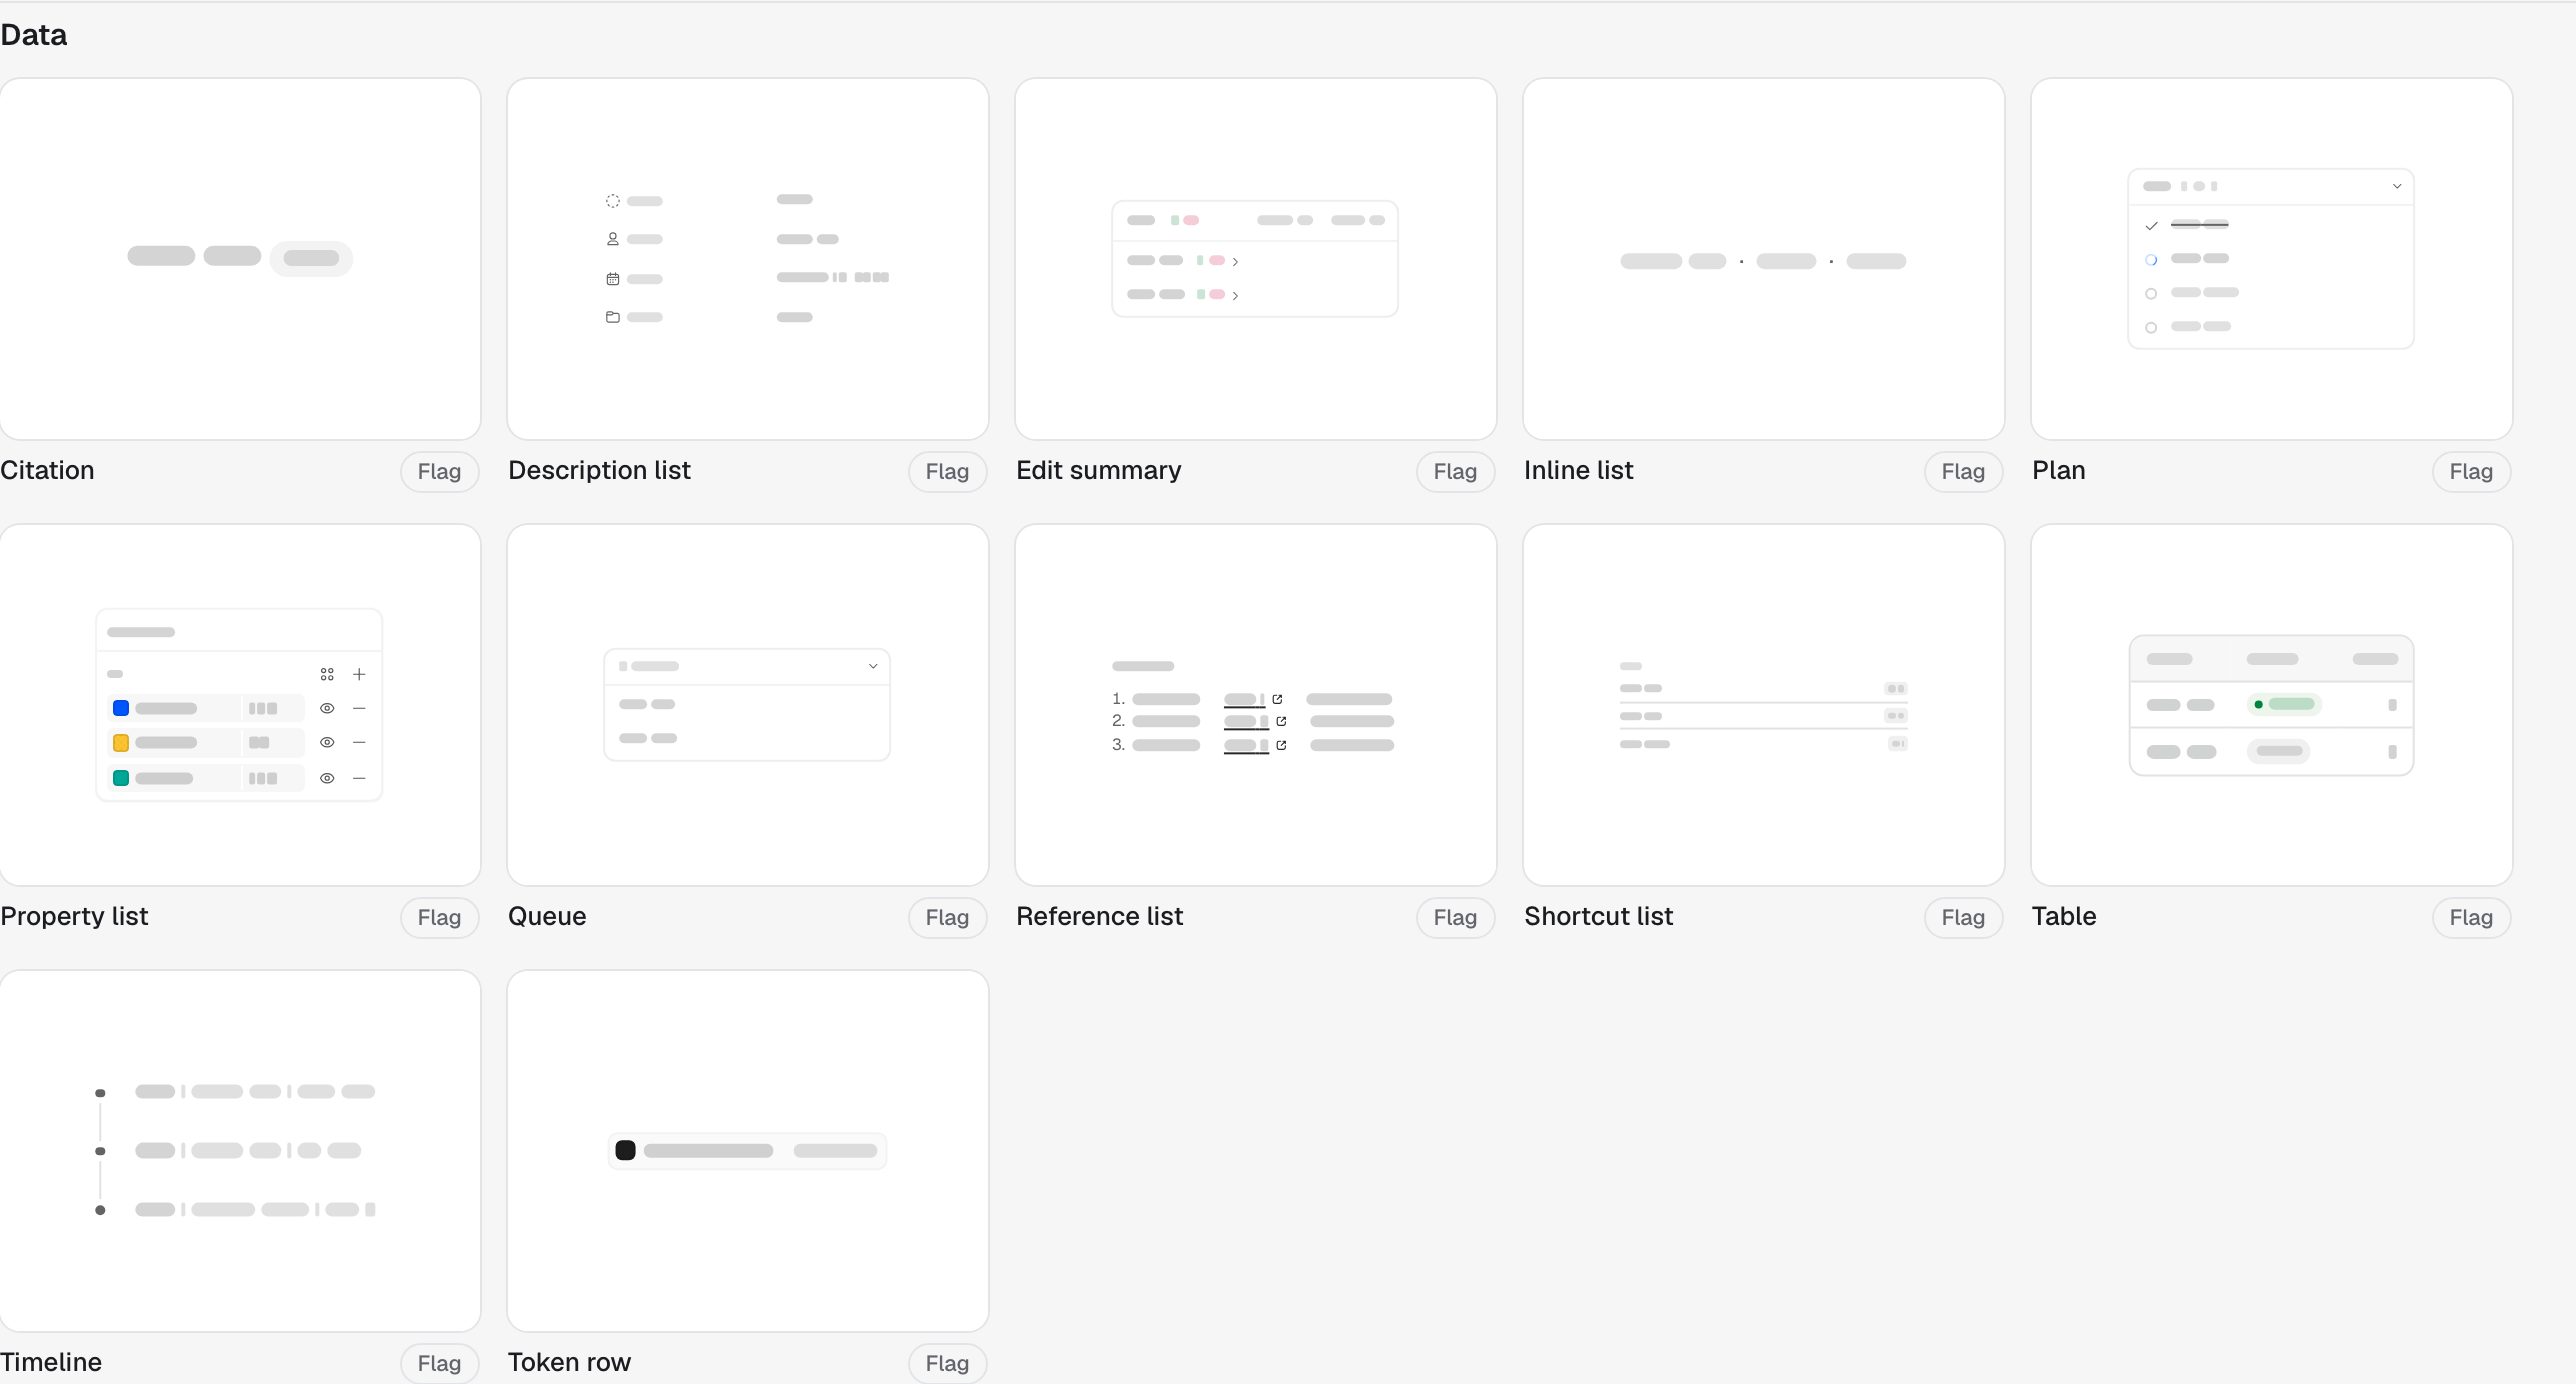 Data
Citation Flag
Description list Flag
Edit summary Flag
Inline list Flag
Plan Flag
1.
2.
3.
Property list Flag
Queue Flag
Reference list Flag
Shortcut list Flag
Table Flag
Timeline Flag
Token row Flag